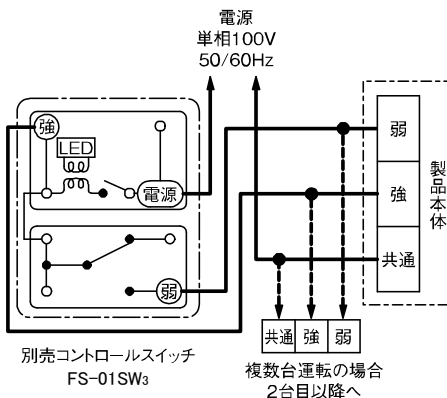 電源
単相100V
50/60Hz
強
LED
電源
弱
弱
強
共通
製品本体
共通 強 弱
別売コントロールスイッチ
FS-01SW₃
複数台運転の場合
2台目以降へ